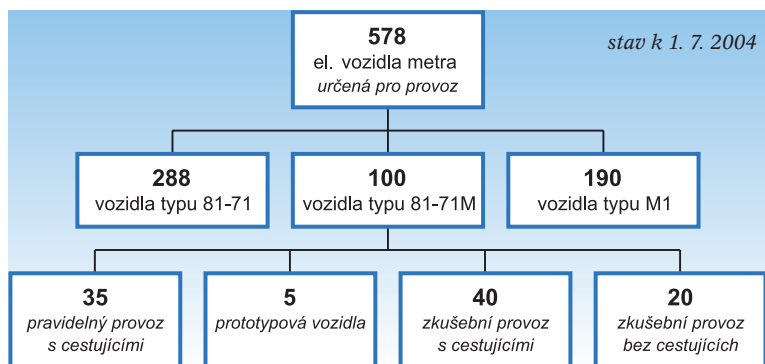 578
el. vozidla metra
určená pro provoz
stav k 1. 7. 2004
288
vozidla typu 81-71
100
vozidla typu 81-71M
190
vozidla typu M1
35
pravidelný provoz
s cestujícími
5
prototypová vozidla
40
zkušební provoz
s cestujícími
20
zkušební provoz
bez cestujících